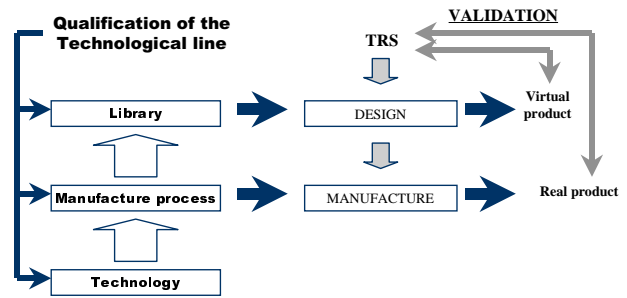 Qualification of the
Technological line
VALIDATION
TRS
Library
DESIGN
Virtual
product
Manufacture process
MANUFACTURE
Real product
Technology